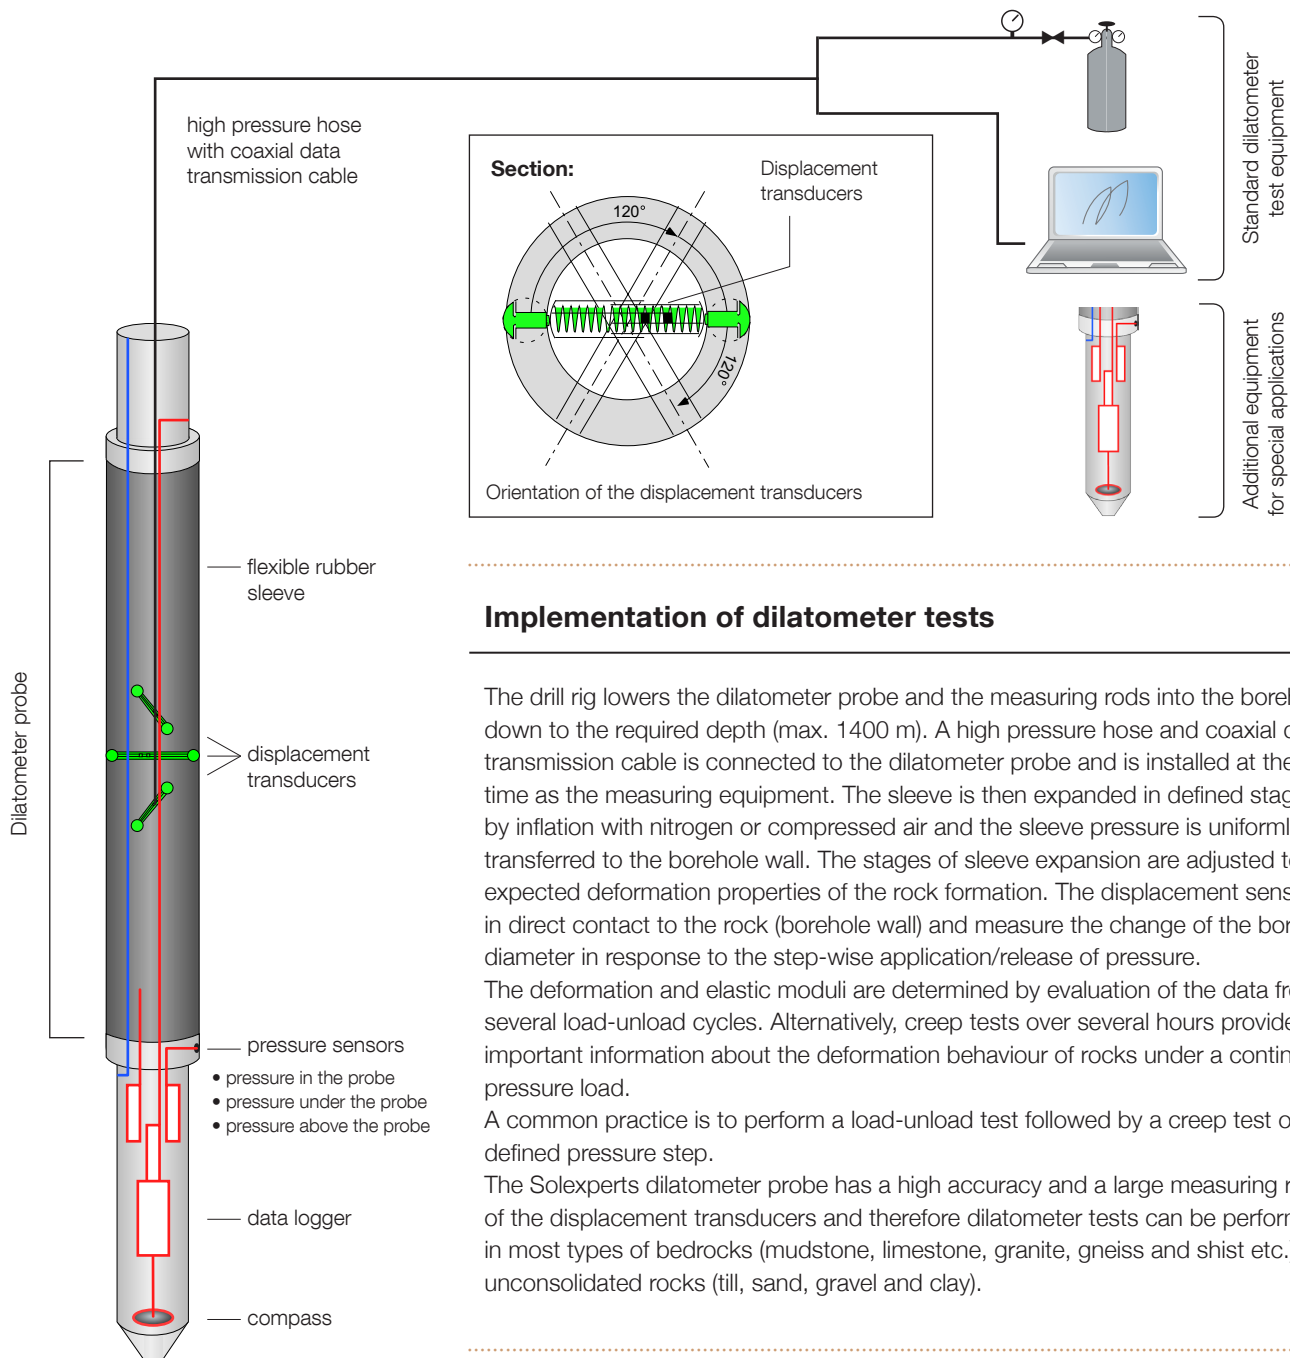 high pressure hose
with coaxial data
transmission cable
Section:
Displacement
transducers
120°
120°
Orientation of the displacement transducers
Standard dilatometer
test equipment
Additional equipment
for special applications
Dilatometer probe
flexible rubber
sleeve
displacement
transducers
pressure sensors
• pressure in the probe
• pressure under the probe
• pressure above the probe
data logger
compass
Implementation of dilatometer tests
The drill rig lowers the dilatometer probe and the measuring rods into the
down to the required depth (max. 1400 m). A high pressure hose and coaxial
transmission cable is connected to the dilatometer probe and is installed at
time as the measuring equipment. The sleeve is then expanded in defined
by inflation with nitrogen or compressed air and the sleeve pressure is
transferred to the borehole wall. The stages of sleeve expansion are adjusted
expected deformation properties of the rock formation. The displacement
in direct contact to the rock (borehole wall) and measure the change of the
diameter in response to the step-wise application/release of pressure.
The deformation and elastic moduli are determined by evaluation of the data
several load-unload cycles. Alternatively, creep tests over several hours provide
important information about the deformation behaviour of rocks under a
pressure load.
A common practice is to perform a load-unload test followed by a creep test
defined pressure step.
The Solexperts dilatometer probe has a high accuracy and a large measuring
of the displacement transducers and therefore dilatometer tests can be
in most types of bedrocks (mudstone, limestone, granite, gneiss and shist etc.)
unconsolidated rocks (till, sand, gravel and clay).